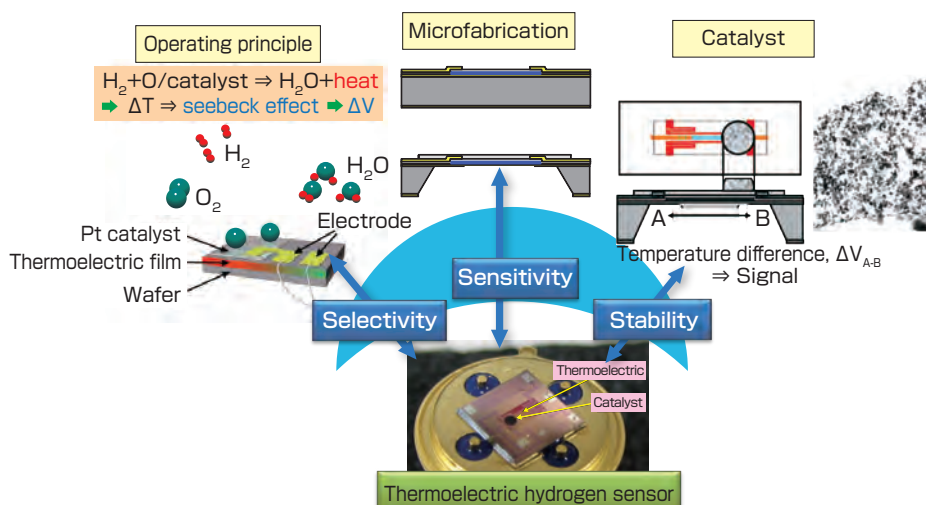 Operating principle
H₂+O/catalyst ⇒ H₂O+heat
➡ ΔT ⇒ seebeck effect ➡ ΔV
H₂
O₂
H₂O
Electrode
Pt catalyst
Thermoelectric film
Wafer
Microfabrication
Catalyst
A
B
Temperature difference, ΔV_A-B
⇒ Signal
Selectivity
Sensitivity
Stability
Thermoelectric
Catalyst
Thermoelectric hydrogen sensor